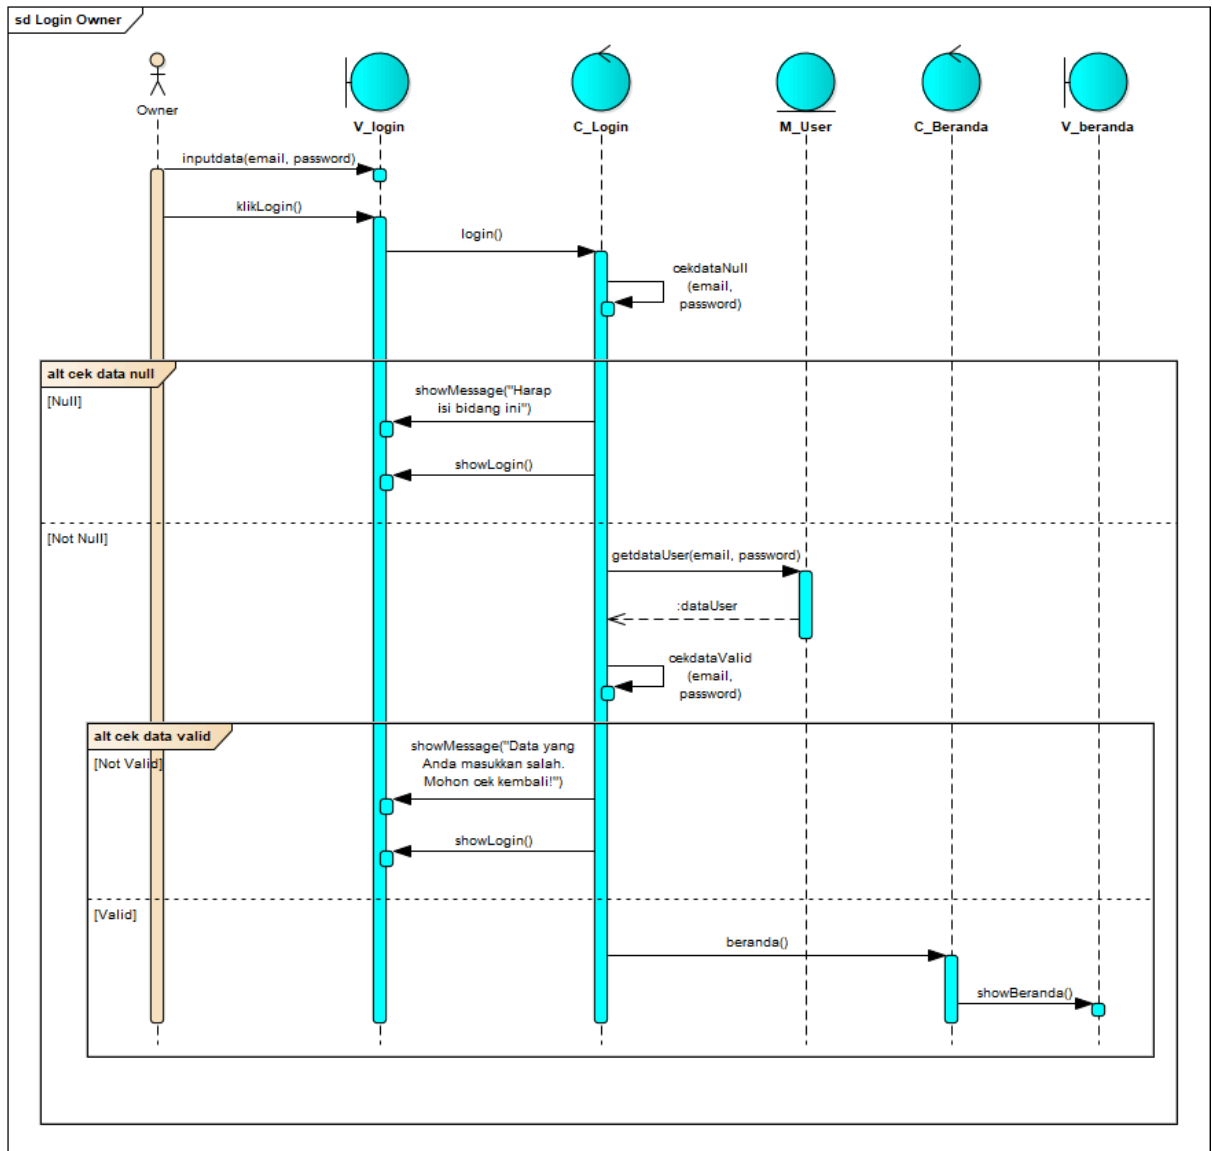 sd Login Owner
Owner
V_login
C_Login
M_User
C_Beranda
V_beranda
inputdata(email, password)
klikLogin()
login()
cekdataNull
(email,
password)
alt cek data null
[Null]
showMessage("Harap
isi bidang ini")
showLogin()
[Not Null]
getdataUser(email, password)
:dataUser
cekdataValid
(email,
password)
alt cek data valid
[Not Valid]
showMessage("Data yang
Anda masukkan salah.
Mohon cek kembali!")
showLogin()
[Valid]
beranda()
showBeranda()